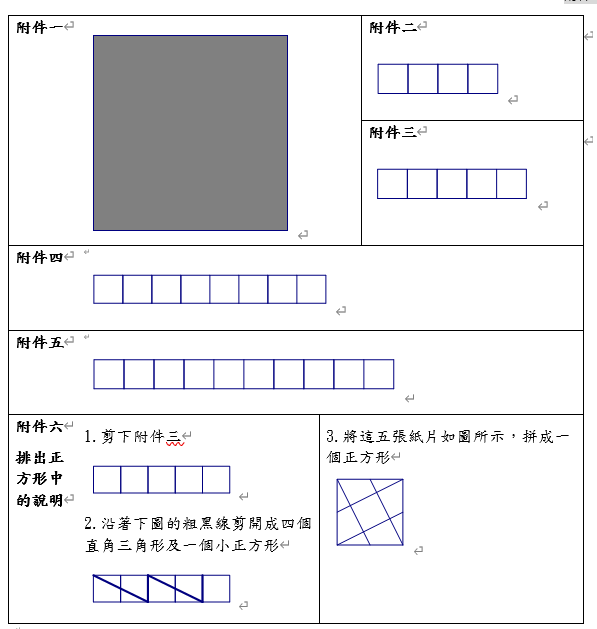 附件一
附件二
附件三
附件四
附件五
附件六
排出正
方形中
的說明
1.剪下附件三
2.沿著下圖的粗黑線剪開成四個
直角三角形及一個小正方形
3.將這五張紙片如圖所示，拼成一
個正方形